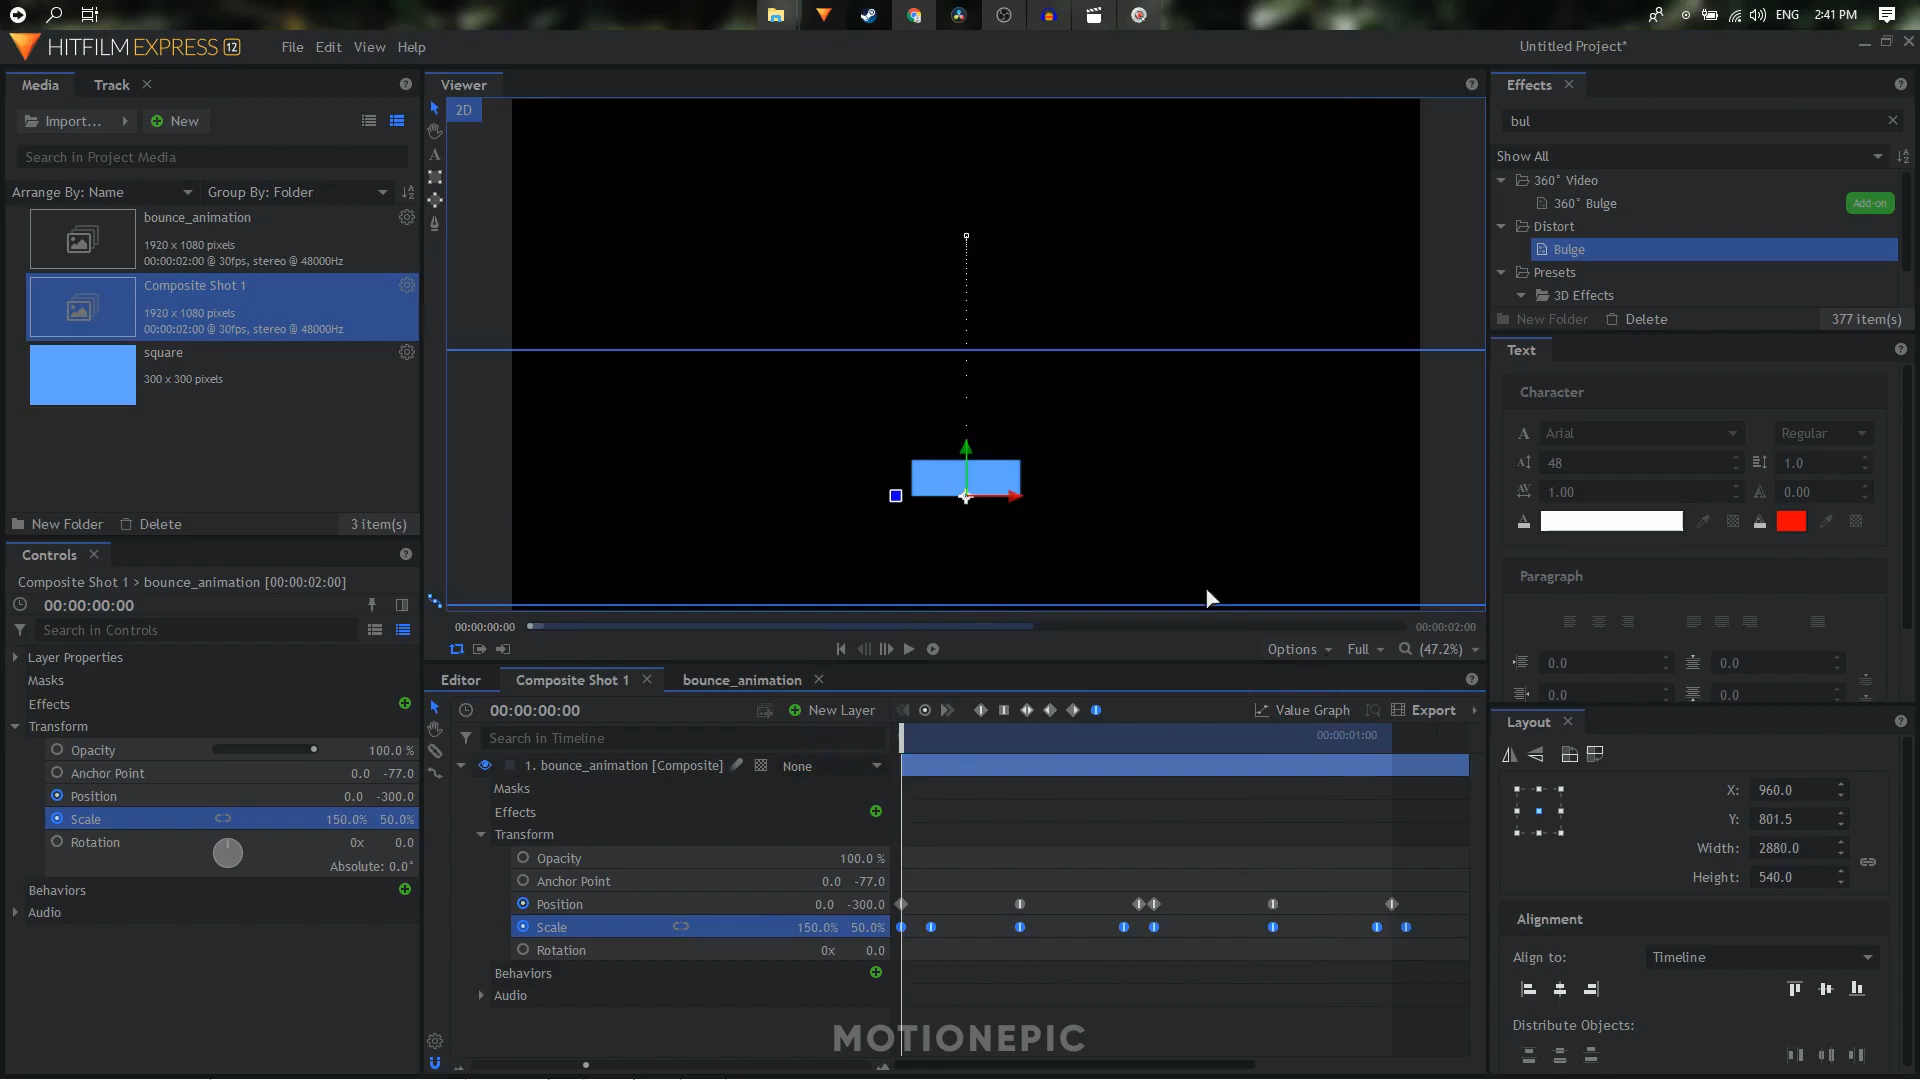 ENG 2:41 PM
HITFILM EXPRESS 12 File Edit View Help Untitled Project*
Media Track
Import... New
Search in Project Media
Arrange By: Name Group By: Folder
bounce_animation
1920 x 1080 pixels
00:00:02:00 @ 30fps, stereo @ 48000Hz
Composite Shot 1
1920 x 1080 pixels
00:00:02:00 @ 30fps, stereo @ 48000Hz
square
300 x 300 pixels
New Folder Delete 3 item(s)
Controls
Composite Shot 1 > bounce_animation [00:00:02:00]
00:00:00:00
Search in Controls
Layer Properties
Masks
Effects
Transform
Opacity 100.0 %
Anchor Point 0.0 -77.0
Position 0.0 -300.0
Scale 150.0% 50.0%
Rotation 0x 0.0
Absolute: 0.0°
Behaviors
Audio
Viewer
2D
00:00:00:00 00:00:02:00
Options Full (47.2%)
Editor Composite Shot 1 bounce_animation
00:00:00:00 New Layer Value Graph Export
Search in Timeline 00:00:01:00
1. bounce_animation [Composite] None
Masks
Effects
Transform
Opacity 100.0 %
Anchor Point 0.0 -77.0
Position 0.0 -300.0
Scale 150.0% 50.0%
Rotation 0x 0.0
Behaviors
Audio
MOTIONEPIC
Effects
bul
Show All
360° Video
360° Bulge Add-on
Distort
Bulge
Presets
3D Effects
New Folder Delete 377 item(s)
Text
Character
A Arial Regular
48 1.0
1.00 0.00
Paragraph
0.0 0.0
0.0 0.0
Layout
X: 960.0
Y: 801.5
Width: 2880.0
Height: 540.0
Alignment
Align to: Timeline
Distribute Objects: